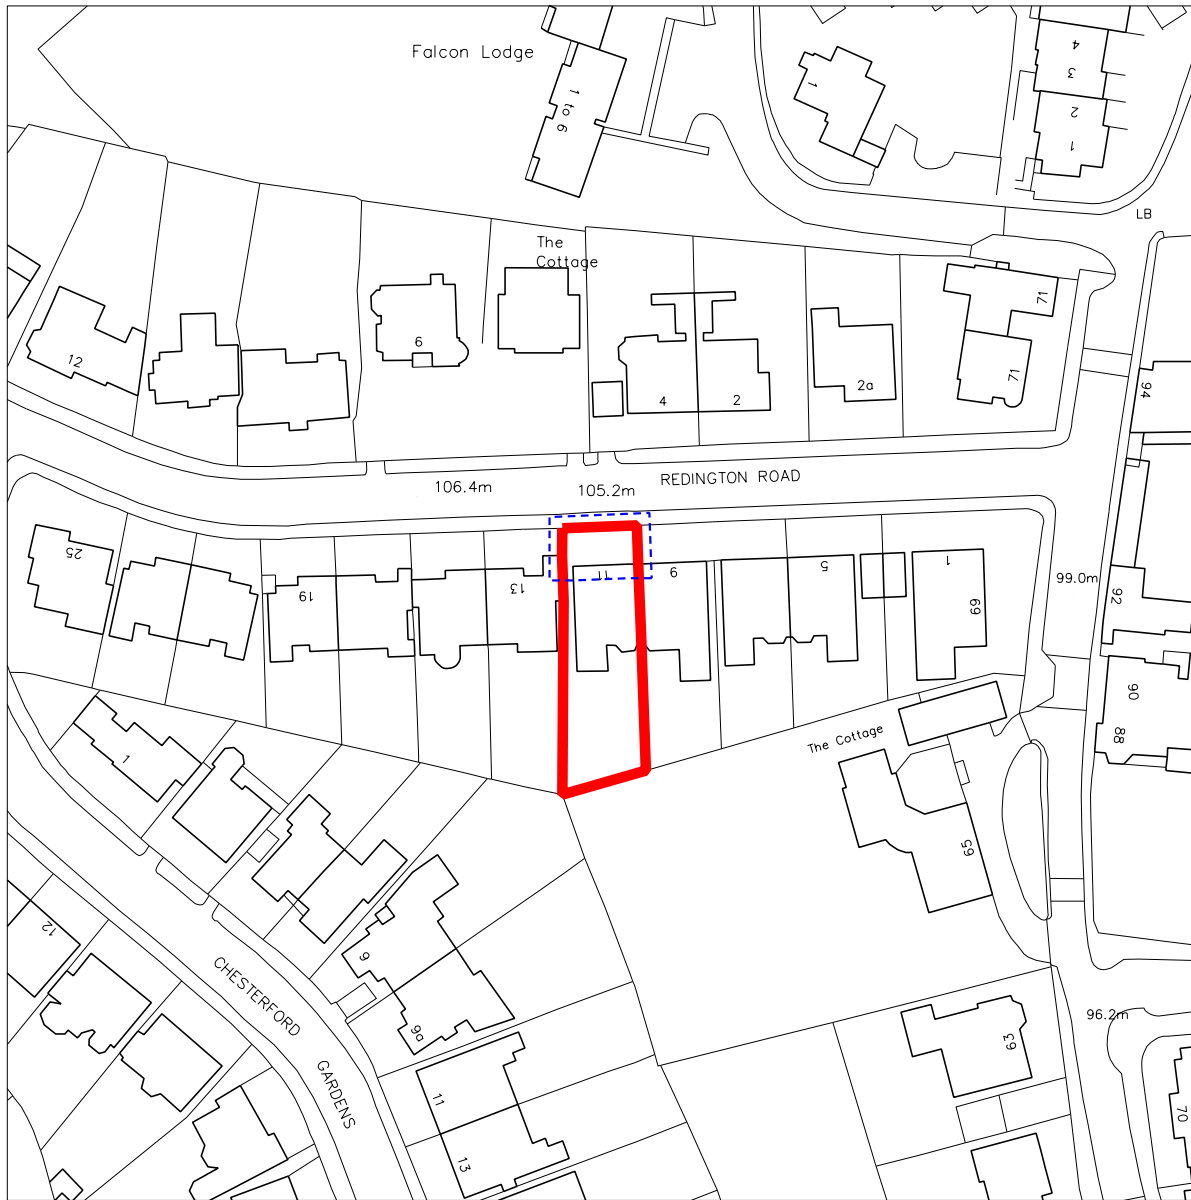 Falcon Lodge
1 to 6
1
4
3
2
1
LB
The
Cottage
71
71
12
6
4
2
2a
94
REDINGTON ROAD
106.4m
105.2m
25
19
13
11
9
5
1
69
99.0m
92
90
88
The Cottage
1
65
12
9
9a
CHESTERFORD
GARDENS
96.2m
63
11
13
70